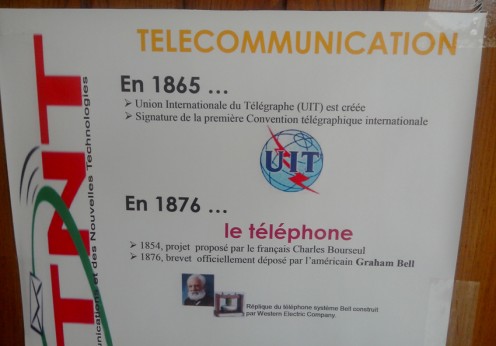 TELECOMMUNICATION
En 1865 ...
➢ Union Internationale du Télégraphe (UIT) est créée
➢ Signature de la première Convention télégraphique internationale
UIT
En 1876 ...
le téléphone
➢ 1854, projet proposé par le français Charles Bourseul
➢ 1876, brevet officiellement déposé par l'américain Graham Bell
Réplique du téléphone système Bell construit
par Western Electric Company.
TNT
et des Nouvelles Technologies